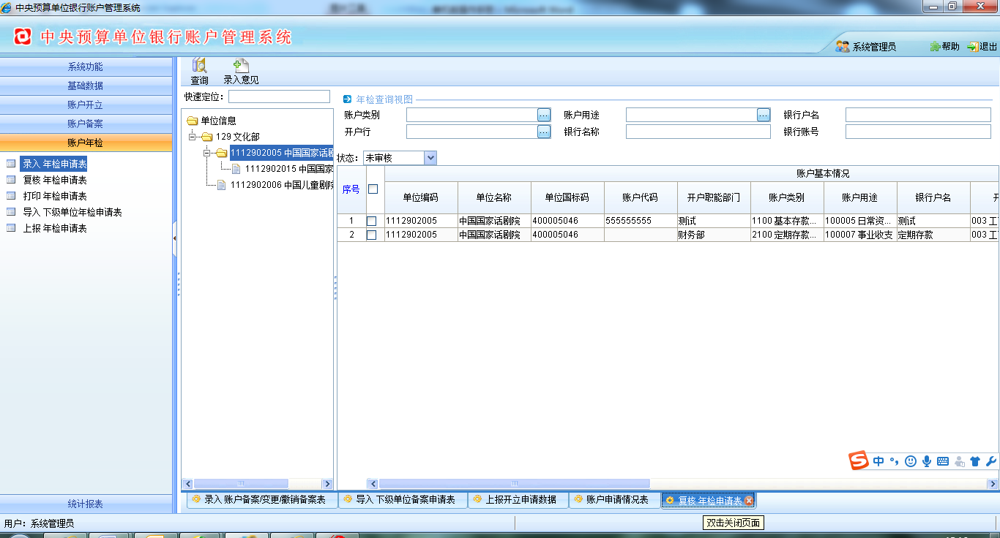 中央预算单位银行账户管理系统
中央预算单位银行账户管理系统
系统管理员 帮助 退出
系统功能
基础数据
账户开立
账户备案
账户年检
录入 年检申请表
复核 年检申请表
打印 年检申请表
导入 下级单位年检申请表
上报 年检申请表
统计报表
查询 录入意见
快速定位：
单位信息
129 文化部
1112902005 中国国家话剧
1112902015 中国国家
1112902006 中国儿童剧院
年检查询视图
账户类别 ... 账户用途 ... 银行户名
开户行 ... 银行名称 银行账号
状态： 未审核
账户基本情况
序号 单位编码 单位名称 单位国标码 账户代码 开户职能部门 账户类别 账户用途 银行户名
1 1112902005 中国国家话剧院 400005046 555555555 测试 1100 基本存款... 100005 日常资... 测试 003 工
2 1112902005 中国国家话剧院 400005046 财务部 2100 定期存款... 100007 事业收支 定期存款 003 工
S 中
录入 账户备案/变更/撤销备案表 导入 下级单位备案申请表 上报开立申请数据 账户申请情况表 复核 年检申请表
双击关闭页面
用户：系统管理员